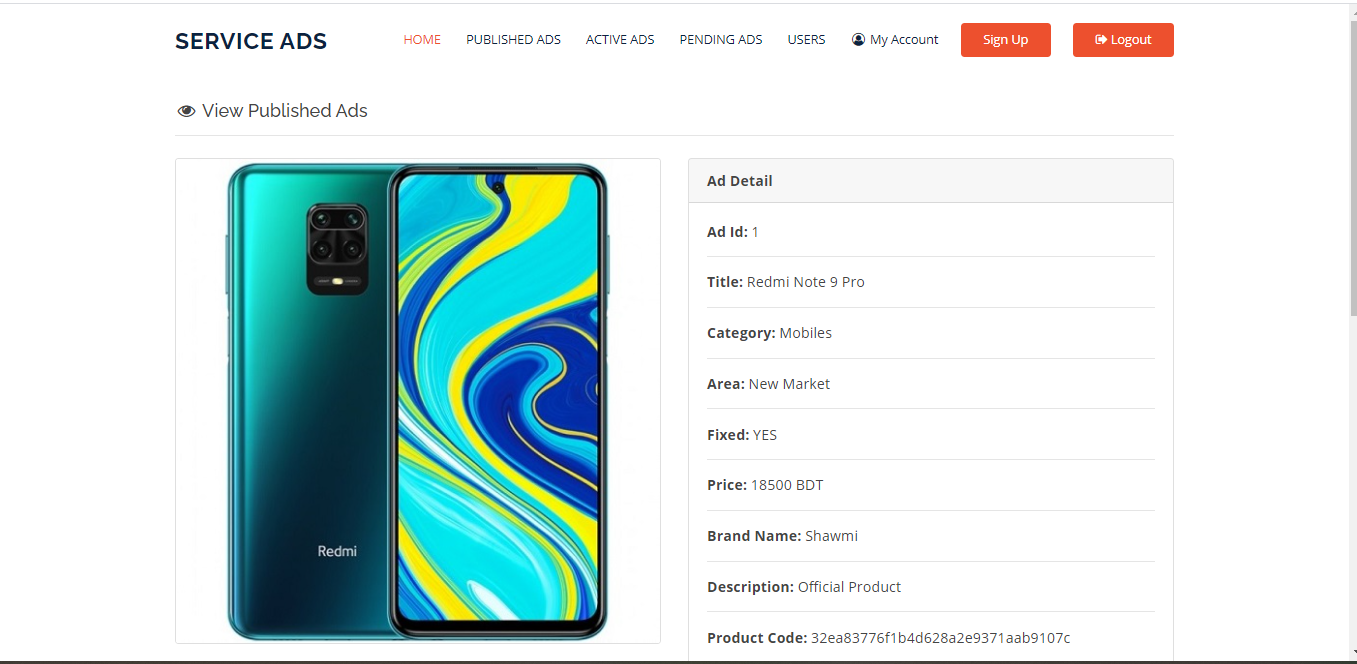 SERVICE ADS
HOME
PUBLISHED ADS
ACTIVE ADS
PENDING ADS
USERS
My Account
Sign Up
Logout
View Published Ads
Redmi
Ad Detail
Ad Id: 1
Title: Redmi Note 9 Pro
Category: Mobiles
Area: New Market
Fixed: YES
Price: 18500 BDT
Brand Name: Shawmi
Description: Official Product
Product Code: 32ea83776f1b4d628a2e9371aab9107c